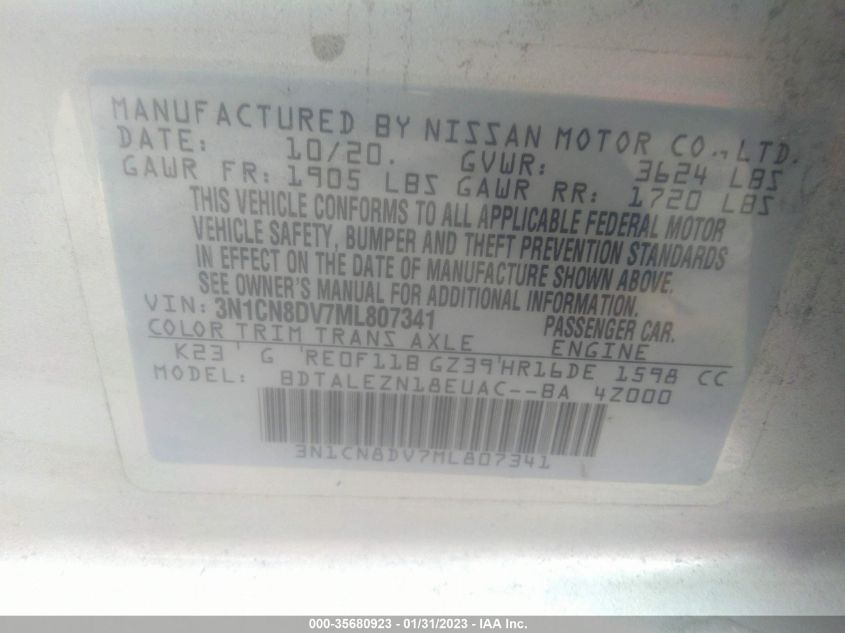 MANUFACTURED BY NISSAN MOTOR CO., LTD.
DATE: 10/20. GVWR: 3624 LBS
GAWR FR: 1905 LBS GAWR RR: 1720 LBS
THIS VEHICLE CONFORMS TO ALL APPLICABLE FEDERAL MOTOR
VEHICLE SAFETY, BUMPER AND THEFT PREVENTION STANDARDS
IN EFFECT ON THE DATE OF MANUFACTURE SHOWN ABOVE.
SEE OWNER'S MANUAL FOR ADDITIONAL INFORMATION.
VIN: 3N1CN8DV7ML807341 PASSENGER CAR.
COLOR TRIM TRANS AXLE ENGINE
K23 ' G 'RE0F11B GZ39'HR16DE 1598 CC
MODEL: BDTALEZN18EUAC--BA 4Z000
3N1CN8DV7ML807341
000-35680923 - 01/31/2023 - IAA Inc.